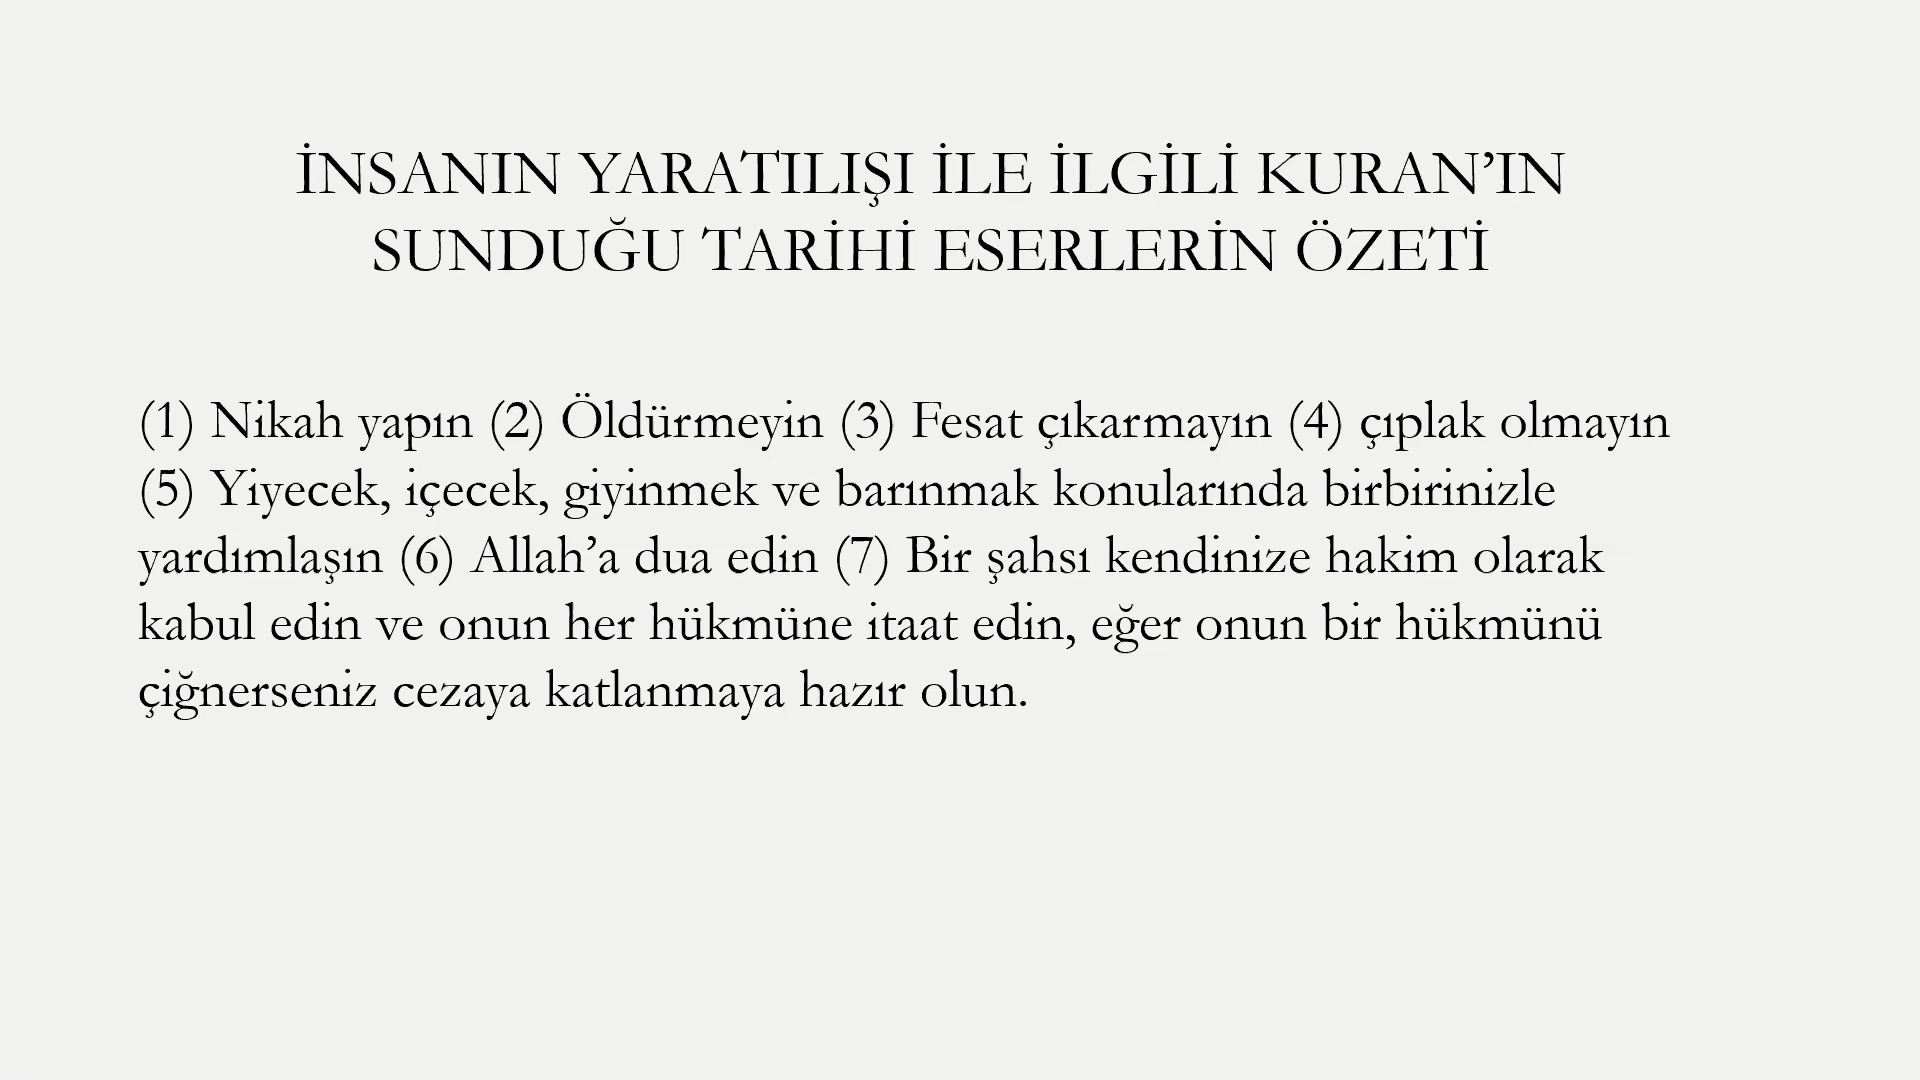 İNSANIN YARATILIŞI İLE İLGİLİ KURAN’IN
SUNDUĞU TARİHİ ESERLERİN ÖZETİ
(1) Nikah yapın (2) Öldürmeyin (3) Fesat çıkarmayın (4) çıplak olmayın
(5) Yiyecek, içecek, giyinmek ve barınmak konularında birbirinizle
yardımlaşın (6) Allah’a dua edin (7) Bir şahsı kendinize hakim olarak
kabul edin ve onun her hükmüne itaat edin, eğer onun bir hükmünü
çiğnerseniz cezaya katlanmaya hazır olun.